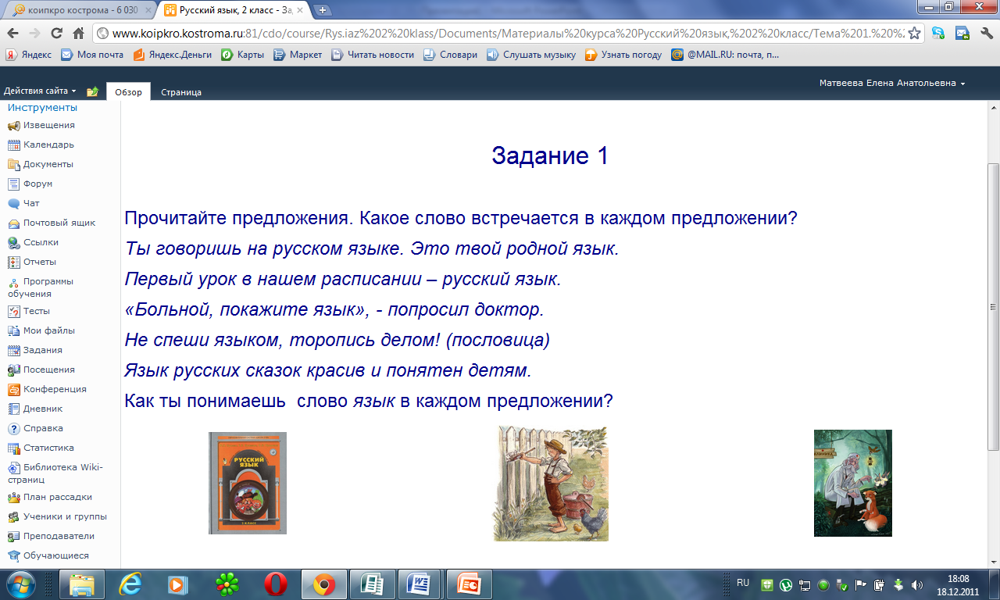 коипкро кострома - 6 030
Русский язык, 2 класс - За
www.koipkro.kostroma.ru:81/cdo/course/Rys.iaz%202%20klass/Documents/Материалы%20курса%20Русский%20язык,%202%20класс/Тема%201.%20%
Яндекс Моя почта Яндекс.Деньги Карты Маркет Читать новости Словари Слушать музыку Узнать погоду @MAIL.RU: почта, п...
Матвеева Елена Анатольевна
Действия сайта Обзор Страница
Инструменты
Извещения
Календарь
Документы
Форум
Чат
Почтовый ящик
Ссылки
Отчеты
Программы
обучения
Тесты
Мои файлы
Задания
Посещения
Конференция
Дневник
Справка
Статистика
Библиотека Wiki-
страниц
План рассадки
Ученики и группы
Преподаватели
Обучающиеся
Задание 1
Прочитайте предложения. Какое слово встречается в каждом предложении?
Ты говоришь на русском языке. Это твой родной язык.
Первый урок в нашем расписании – русский язык.
«Больной, покажите язык», - попросил доктор.
Не спеши языком, торопись делом! (пословица)
Язык русских сказок красив и понятен детям.
Как ты понимаешь  слово язык в каждом предложении?
РУССКИЙ
ЯЗЫК
RU
18:08
18.12.2011